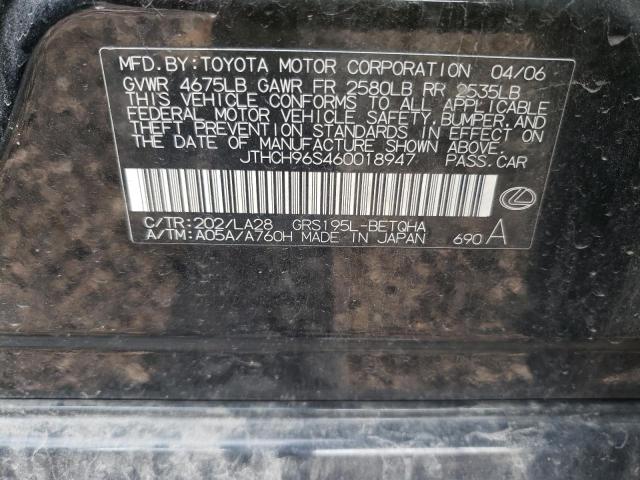 MFD.BY:TOYOTA MOTOR CORPORATION 04/06
GVWR 4675LB GAWR FR 2580LB RR 2535LB
THIS VEHICLE CONFORMS TO ALL APPLICABLE
FEDERAL MOTOR VEHICLE SAFETY,BUMPER,AND
THEFT PREVENTION STANDARDS IN EFFECT ON
THE DATE OF MANUFACTURE SHOWN ABOVE.
JTHCH96S460018947 PASS.CAR
C/TR:202/LA28 GRS195L-BETQHA
A/TM:A05A/A760H MADE IN JAPAN 690 A